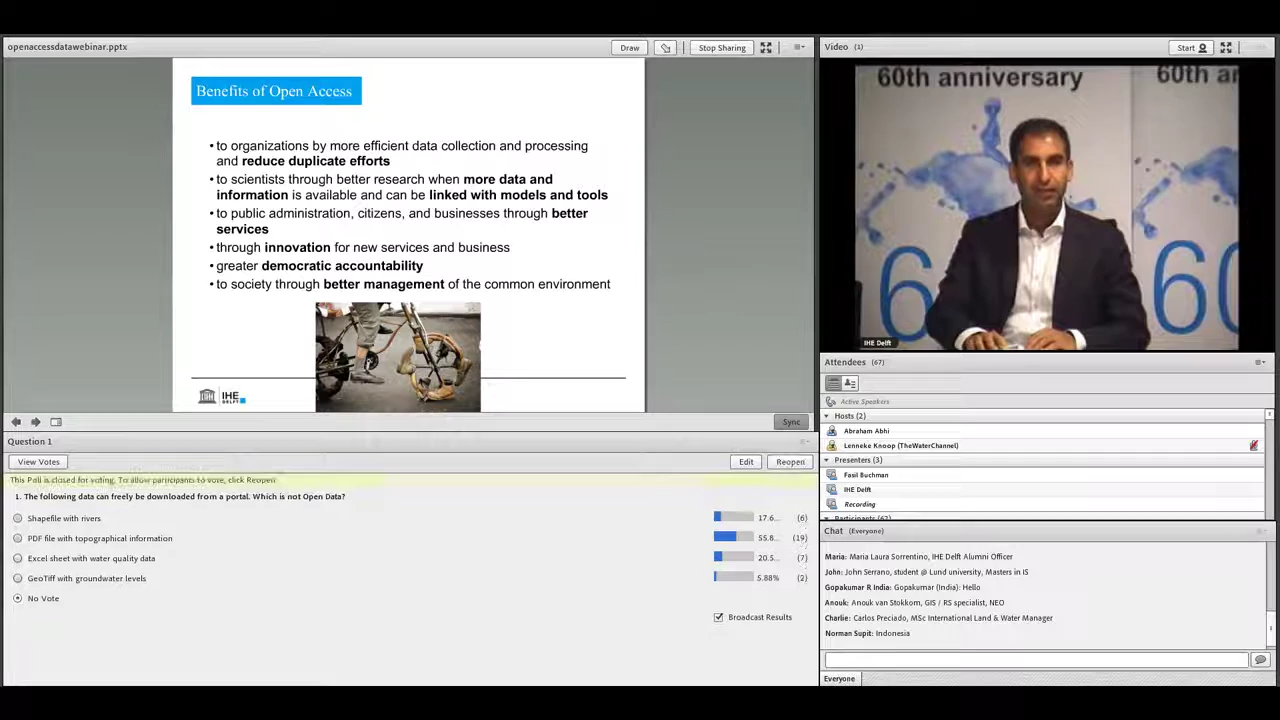 openaccessdatawebinar.pptx
Draw
Stop Sharing
Benefits of Open Access
• to organizations by more efficient data collection and processing
and reduce duplicate efforts
• to scientists through better research when more data and
information is available and can be linked with models and tools
• to public administration, citizens, and businesses through better
services
• through innovation for new services and business
• greater democratic accountability
• to society through better management of the common environment
IHE
DELFT
Sync
Question 1
View Votes
Edit
Reopen
This Poll is closed for voting. To allow participants to vote, click Reopen
1. The following data can freely be downloaded from a portal. Which is not Open Data?
Shapefile with rivers 17.6... (6)
PDF file with topographical information 55.8... (19)
Excel sheet with water quality data 20.5... (7)
GeoTiff with groundwater levels 5.88% (2)
No Vote
Broadcast Results
Video (1)
Start
60th anniversary
60th an
6
60
IHE Delft
Attendees (67)
Active Speakers
Hosts (2)
Abraham Abhi
Lenneke Knoop (TheWaterChannel)
Presenters (3)
Fasil Buchman
IHE Delft
Recording
Participants (62)
Chat (Everyone)
Maria: Maria Laura Sorrentino, IHE Delft Alumni Officer
John: John Serrano, student @ Lund university, Masters in IS
Gopakumar R India: Gopakumar (India): Hello
Anouk: Anouk van Stokkom, GIS / RS specialist, NEO
Charlie: Carlos Preciado, MSc International Land & Water Manager
Norman Supit: Indonesia
Everyone